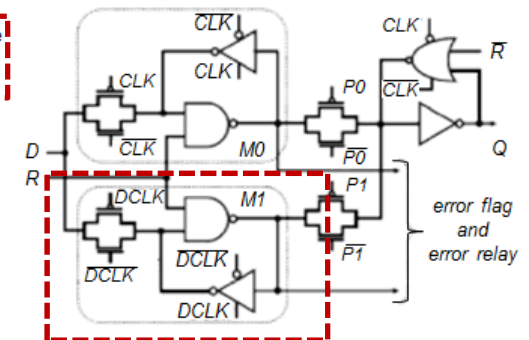 e
CLK
CLK
CLK
CLK
CLK
CLK
P0
R
M0
P0
Q
D
R
DCLK
M1
P1
DCLK
DCLK
DCLK
P1
error flag
and
error relay